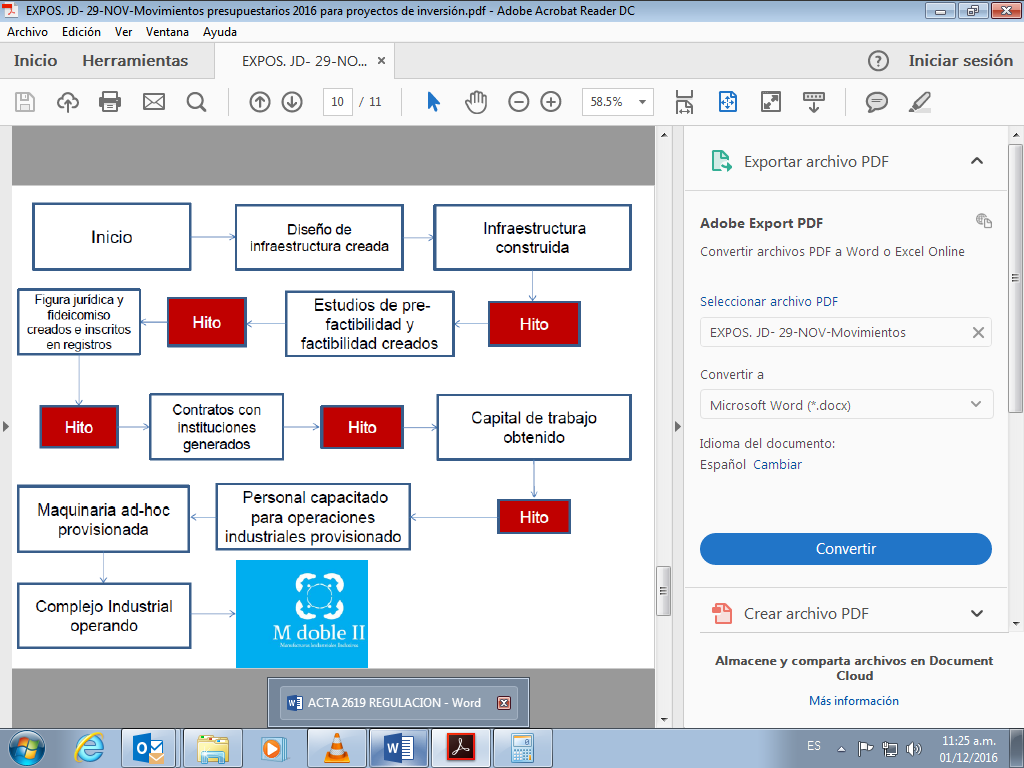 EXPOS. JD- 29-NOV-Movimientos presupuestarios 2016 para proyectos de inversión.pdf - Adobe Acrobat Reader DC
Archivo Edición Ver Ventana Ayuda
Inicio Herramientas EXPOS. JD- 29-NO... × ? Iniciar sesión
10 / 11 58.5%
Inicio
Diseño de
infraestructura creada
Infraestructura
construida
Figura jurídica y
fideicomiso
creados e inscritos
en registros
Hito
Estudios de pre-
factibilidad y
factibilidad creados
Hito
Hito
Contratos con
instituciones
generados
Hito
Capital de trabajo
obtenido
Maquinaria ad-hoc
provisionada
Personal capacitado
para operaciones
industriales provisionado
Hito
Complejo Industrial
operando
M doble II
Exportar archivo PDF
Adobe Export PDF
Convertir archivos PDF a Word o Excel Online
Seleccionar archivo PDF
EXPOS. JD- 29-NOV-Movimientos
Convertir a
Microsoft Word (*.docx)
Idioma del documento:
Español Cambiar
Convertir
Crear archivo PDF
Almacene y comparta archivos en Document
Cloud
Más información
ACTA 2619 REGULACION - Word
ES
11:25 a.m.
01/12/2016